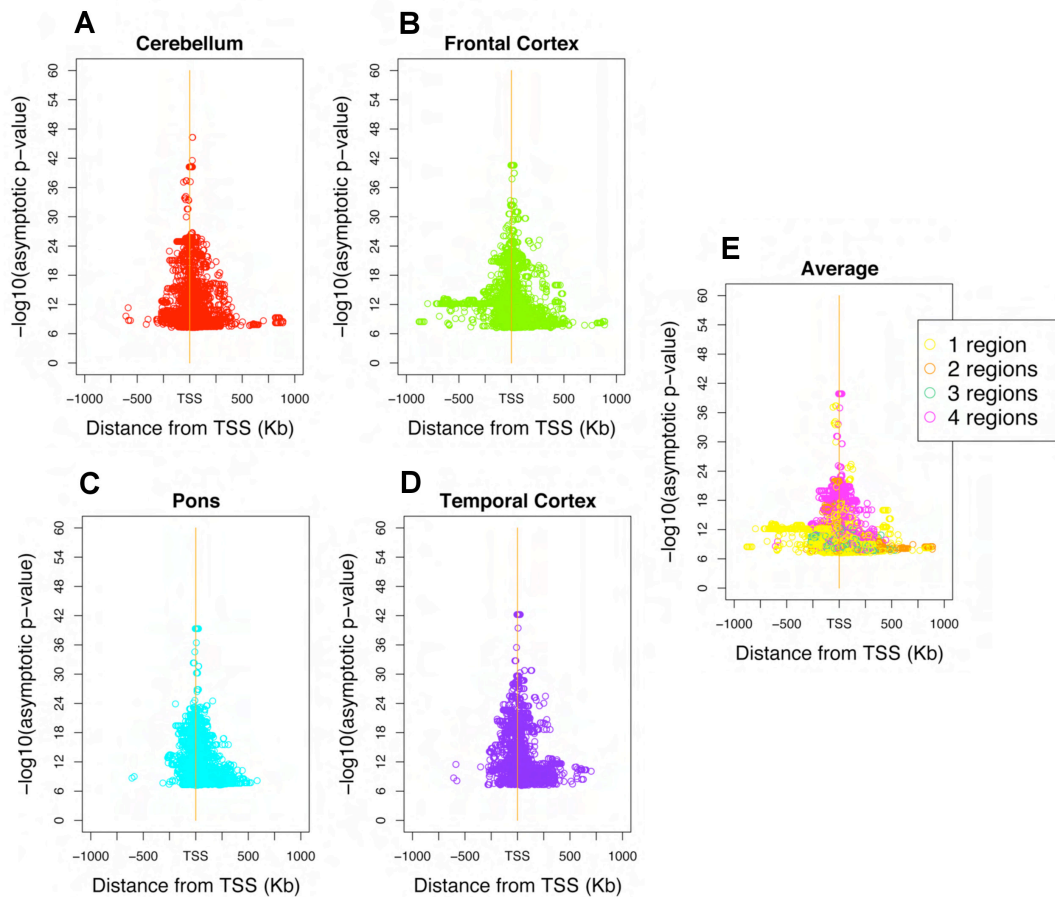 A
Cerebellum
−log10(asymptotic p−value)
60
54
48
42
36
30
24
18
12
6
0
−1000 −500 TSS 500 1000
Distance from TSS (Kb)
B
Frontal Cortex
−log10(asymptotic p−value)
60
54
48
42
36
30
24
18
12
6
0
−1000 −500 TSS 500 1000
Distance from TSS (Kb)
C
Pons
−log10(asymptotic p−value)
60
54
48
42
36
30
24
18
12
6
0
−1000 −500 TSS 500 1000
Distance from TSS (Kb)
D
Temporal Cortex
−log10(asymptotic p−value)
60
54
48
42
36
30
24
18
12
6
0
−1000 −500 TSS 500 1000
Distance from TSS (Kb)
E
Average
−log10(asymptotic p−value)
60
54
48
42
36
30
24
18
12
6
0
−1000 −500 TSS 500 1000
Distance from TSS (Kb)
1 region
2 regions
3 regions
4 regions